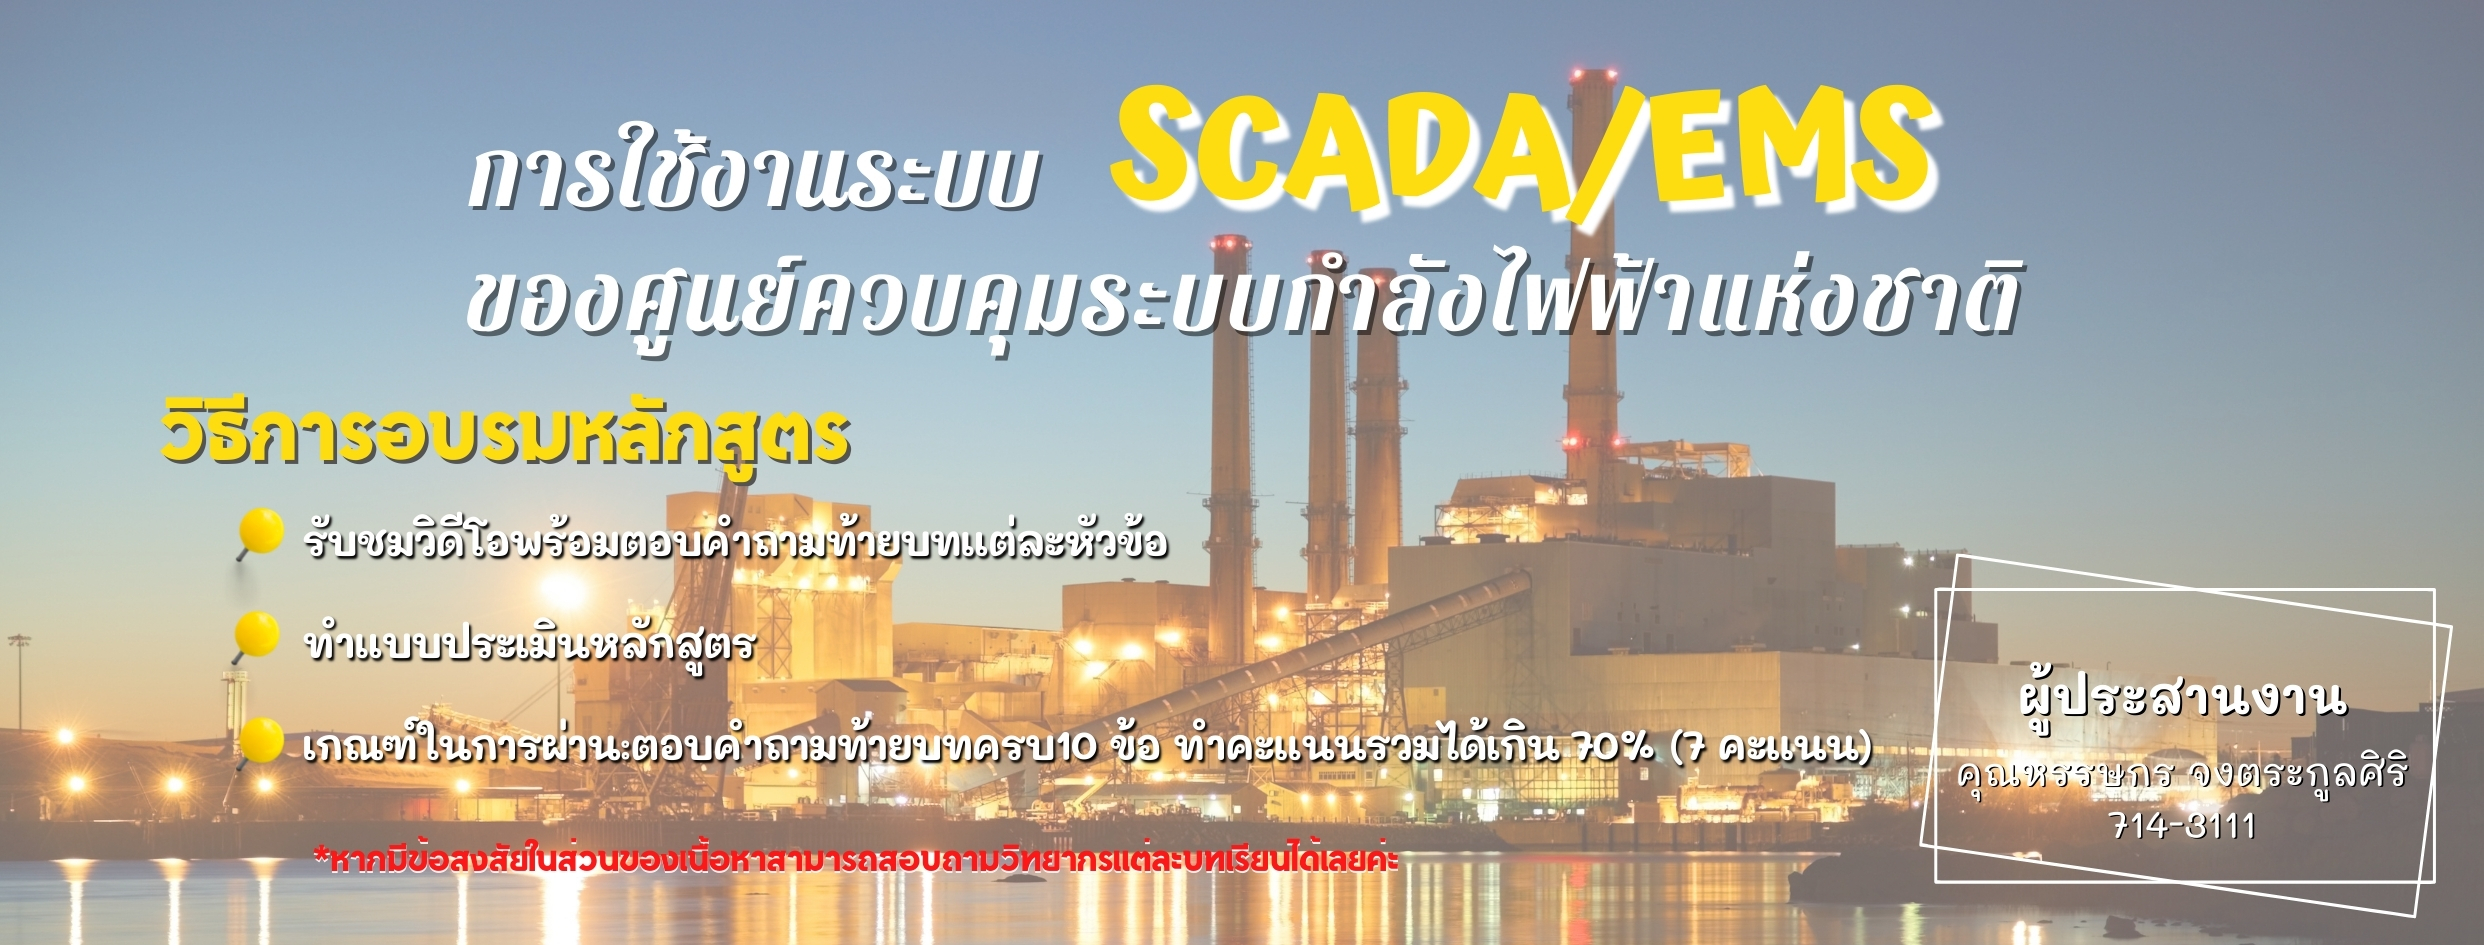 การใช้งานระบบ SCADA/EMS
ของศูนย์ควบคุมระบบกำลังไฟฟ้าแห่งชาติ
วิธีการอบรมหลักสูตร
รับชมวิดีโอพร้อมตอบคำถามท้ายบทแต่ละหัวข้อ
ทำแบบประเมินหลักสูตร
เกณฑ์ในการผ่าน:ตอบคำถามท้ายบทครบ10 ข้อ ทำคะแนนรวมได้เกิน 70% (7 คะแนน)
*หากมีข้อสงสัยในส่วนของเนื้อหาสามารถสอบถามวิทยากรแต่ละบทเรียนได้เลยค่ะ
ผู้ประสานงาน
คุณหรรษกร จงตระกูลศิริ
714-3111